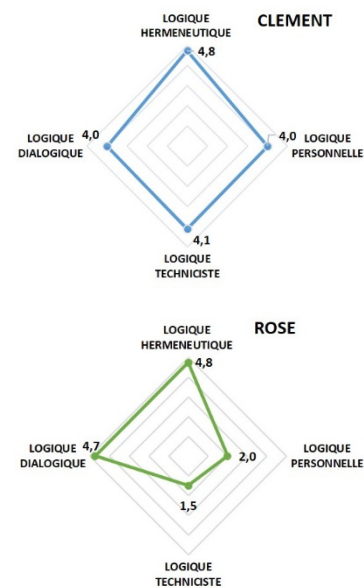 CLEMENT
LOGIQUE
HERMENEUTIQUE
4,8
LOGIQUE
DIALOGIQUE
4,0
4,0
LOGIQUE
PERSONNELLE
4,1
LOGIQUE
TECHNICISTE
ROSE
LOGIQUE
HERMENEUTIQUE
4,8
LOGIQUE
DIALOGIQUE
4,7
2,0
LOGIQUE
PERSONNELLE
1,5
LOGIQUE
TECHNICISTE